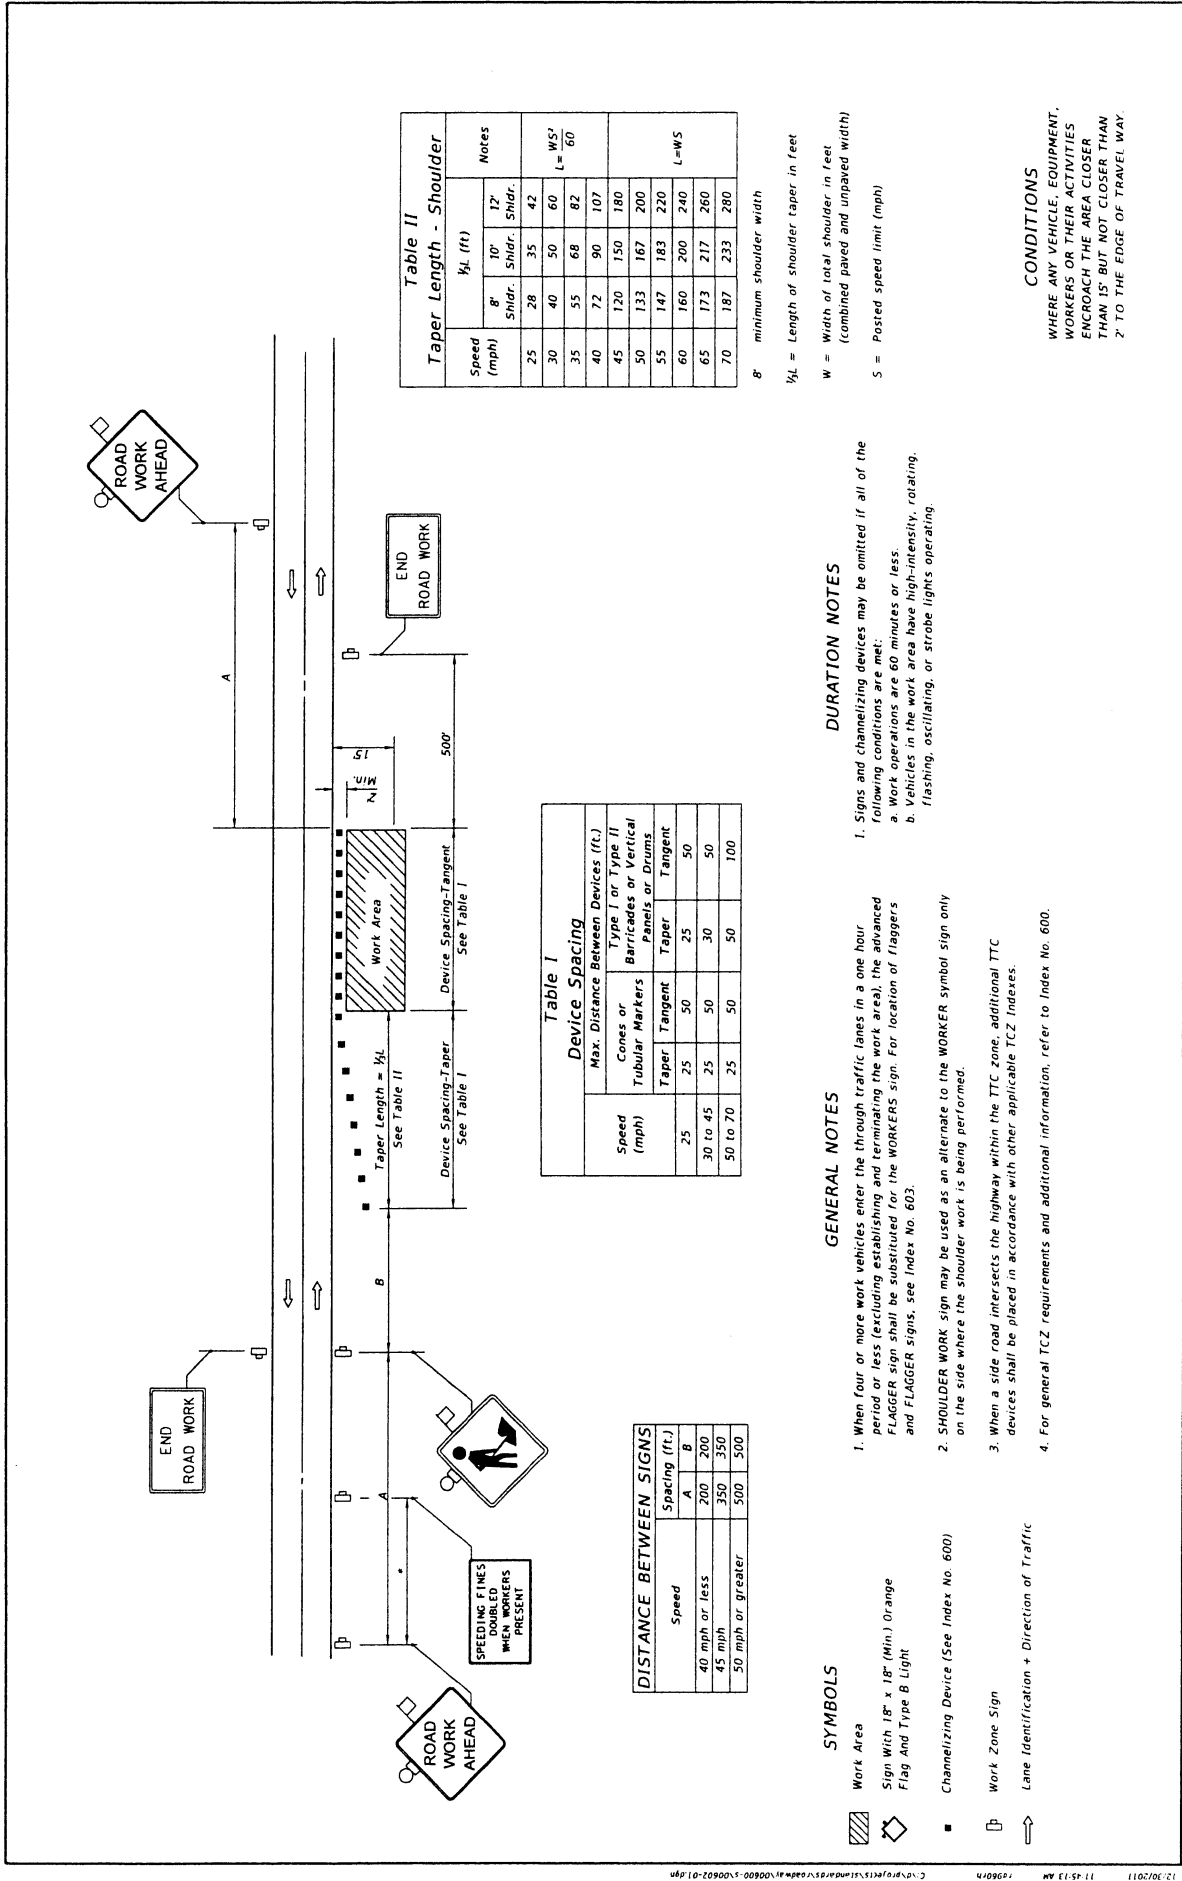 ROAD
WORK
AHEAD
SPEEDING FINES
DOUBLED
WHEN WORKERS
PRESENT
END
ROAD WORK
A
*
B
Taper Length = ⅓L
See Table II
Device Spacing-Taper
See Table I
Work Area
Device Spacing-Tangent
See Table I
2'
Min.
15'
500'
A
END
ROAD WORK
ROAD
WORK
AHEAD
DISTANCE BETWEEN SIGNS
Speed Spacing (ft.)
A B
40 mph or less 200 200
45 mph 350 350
50 mph or greater 500 500
Table I
Device Spacing
Speed (mph) Max. Distance Between Devices (ft.)
Cones or Tubular Markers Type I or Type II Barricades or Vertical Panels or Drums
Taper Tangent Taper Tangent
25 25 50 25 50
30 to 45 25 50 30 50
50 to 70 25 50 50 100
Table II
Taper Length - Shoulder
Speed (mph) ⅓L (ft) Notes
8' Shldr. 10' Shldr. 12' Shldr.
25 28 35 42 L= WS²/60
30 40 50 60
35 55 68 82
40 72 90 107
45 120 150 180 L=WS
50 133 167 200
55 147 183 220
60 160 200 240
65 173 217 260
70 187 233 280
8' minimum shoulder width
⅓L = Length of shoulder taper in feet
W = Width of total shoulder in feet
(combined paved and unpaved width)
S = Posted speed limit (mph)
SYMBOLS
Work Area
Sign With 18" x 18" (Min.) Orange
Flag And Type B Light
Channelizing Device (See Index No. 600)
Work Zone Sign
Lane Identification + Direction of Traffic
GENERAL NOTES
1. When four or more work vehicles enter the through traffic lanes in a one hour
period or less (excluding establishing and terminating the work area), the advanced
FLAGGER sign shall be substituted for the WORKERS sign. For location of flaggers
and FLAGGER signs, see Index No. 603.
2. SHOULDER WORK sign may be used as an alternate to the WORKER symbol sign only
on the side where the shoulder work is being performed.
3. When a side road intersects the highway within the TTC zone, additional TTC
devices shall be placed in accordance with other applicable TCZ Indexes.
4. For general TCZ requirements and additional information, refer to Index No. 600.
DURATION NOTES
1. Signs and channelizing devices may be omitted if all of the
following conditions are met:
a. Work operations are 60 minutes or less.
b. Vehicles in the work area have high-intensity, rotating,
flashing, oscillating, or strobe lights operating.
CONDITIONS
WHERE ANY VEHICLE, EQUIPMENT,
WORKERS OR THEIR ACTIVITIES
ENCROACH THE AREA CLOSER
THAN 15' BUT NOT CLOSER THAN
2' TO THE EDGE OF TRAVEL WAY.
12/30/2011 11:45:13 AM rd960rh C:\d\projects\standards\roadway\00600-s\00602-01.dgn